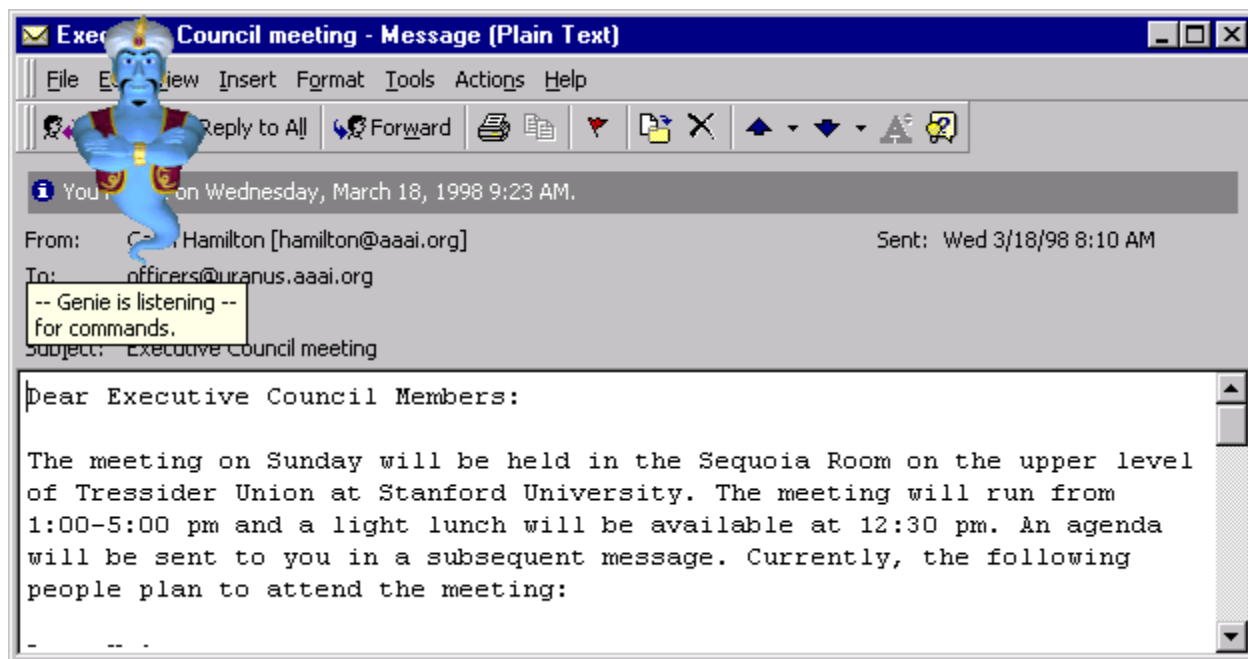 Exec Council meeting - Message (Plain Text)
File E iew Insert Format Tools Actions Help
Reply to All Forward
You on Wednesday, March 18, 1998 9:23 AM.
From: Hamilton [hamilton@aaai.org] Sent: Wed 3/18/98 8:10 AM
To: officers@uranus.aaai.org
-- Genie is listening --
for commands.
Subject: Executive Council meeting
Dear Executive Council Members:
The meeting on Sunday will be held in the Sequoia Room on the upper level
of Tressider Union at Stanford University. The meeting will run from
1:00-5:00 pm and a light lunch will be available at 12:30 pm. An agenda
will be sent to you in a subsequent message. Currently, the following
people plan to attend the meeting: